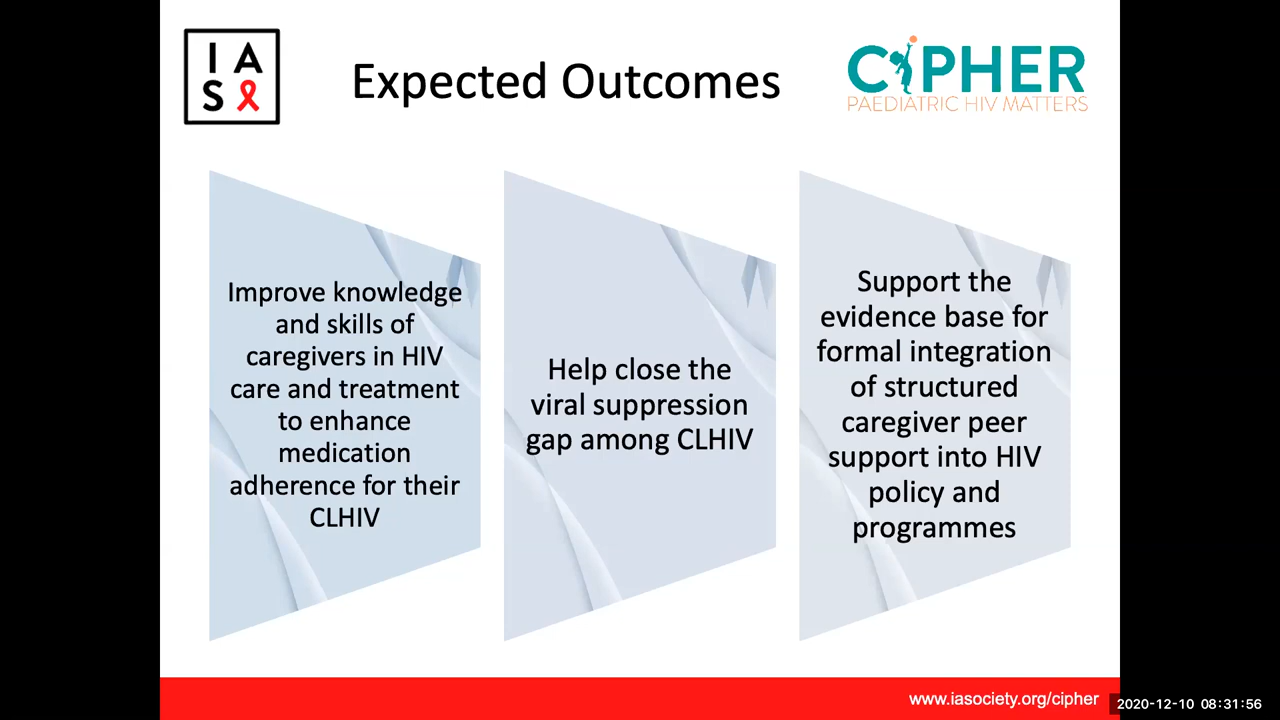 IA
S
Expected Outcomes
CIPHER
PAEDIATRIC HIV MATTERS
Improve knowledge
and skills of
caregivers in HIV
care and treatment
to enhance
medication
adherence for their
CLHIV
Help close the
viral suppression
gap among CLHIV
Support the
evidence base for
formal integration
of structured
caregiver peer
support into HIV
policy and
programmes
www.iasociety.org/cipher
2020-12-10 08:31:56